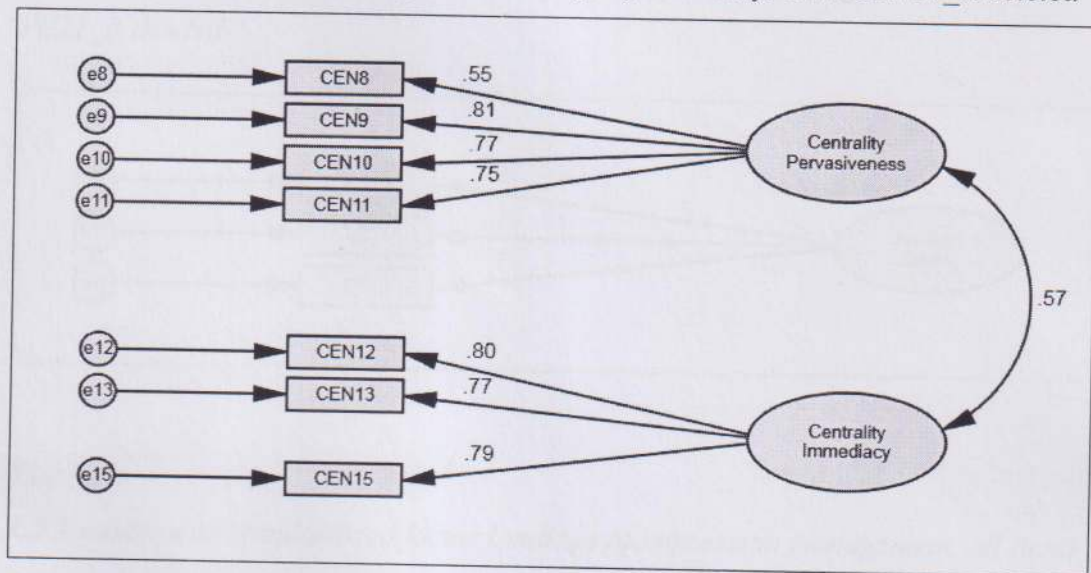 e8 CEN8 .55
e9 CEN9 .81
e10 CEN10 .77
e11 CEN11 .75
Centrality
Pervasiveness
.57
e12 CEN12 .80
e13 CEN13 .77
e15 CEN15 .79
Centrality
Immediacy